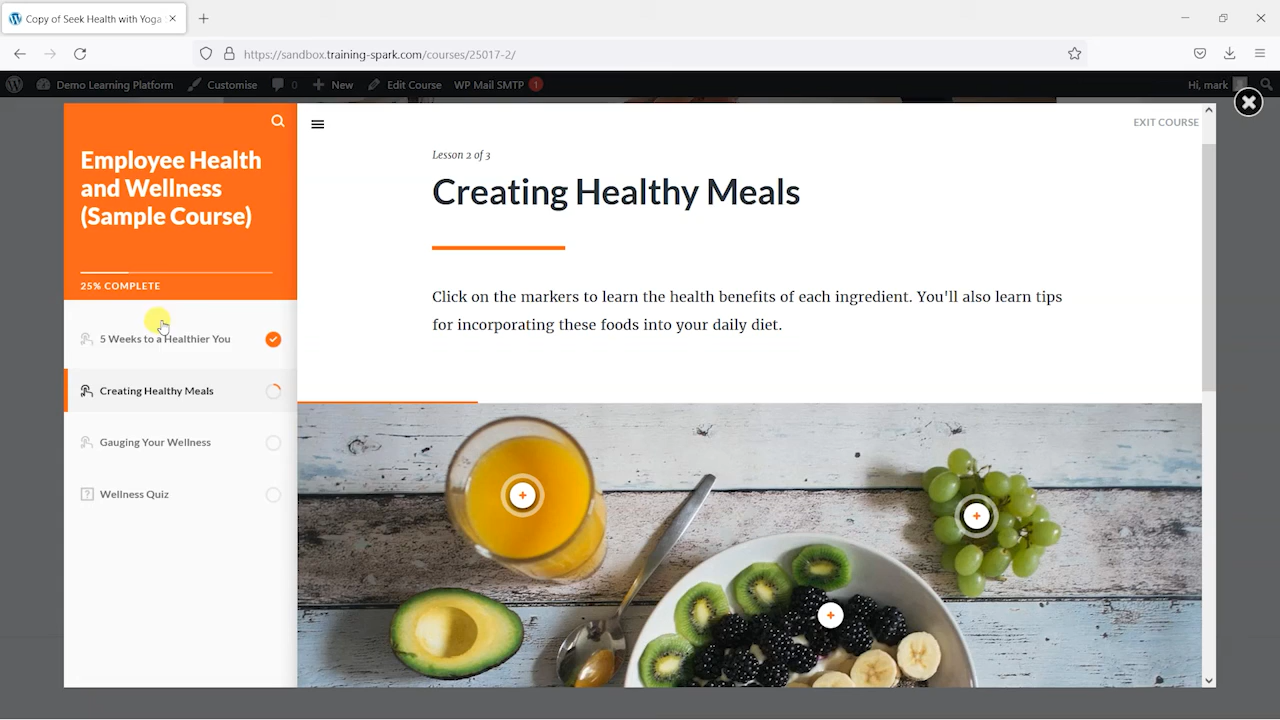 Copy of Seek Health with Yoga
https://sandbox.training-spark.com/courses/25017-2/
Demo Learning Platform
Customise
0
New
Edit Course
WP Mail SMTP
1
Hi, mark
Employee Health
and Wellness
(Sample Course)
25% COMPLETE
5 Weeks to a Healthier You
Creating Healthy Meals
Gauging Your Wellness
Wellness Quiz
EXIT COURSE
Lesson 2 of 3
Creating Healthy Meals
Click on the markers to learn the health benefits of each ingredient. You'll also learn tips
for incorporating these foods into your daily diet.